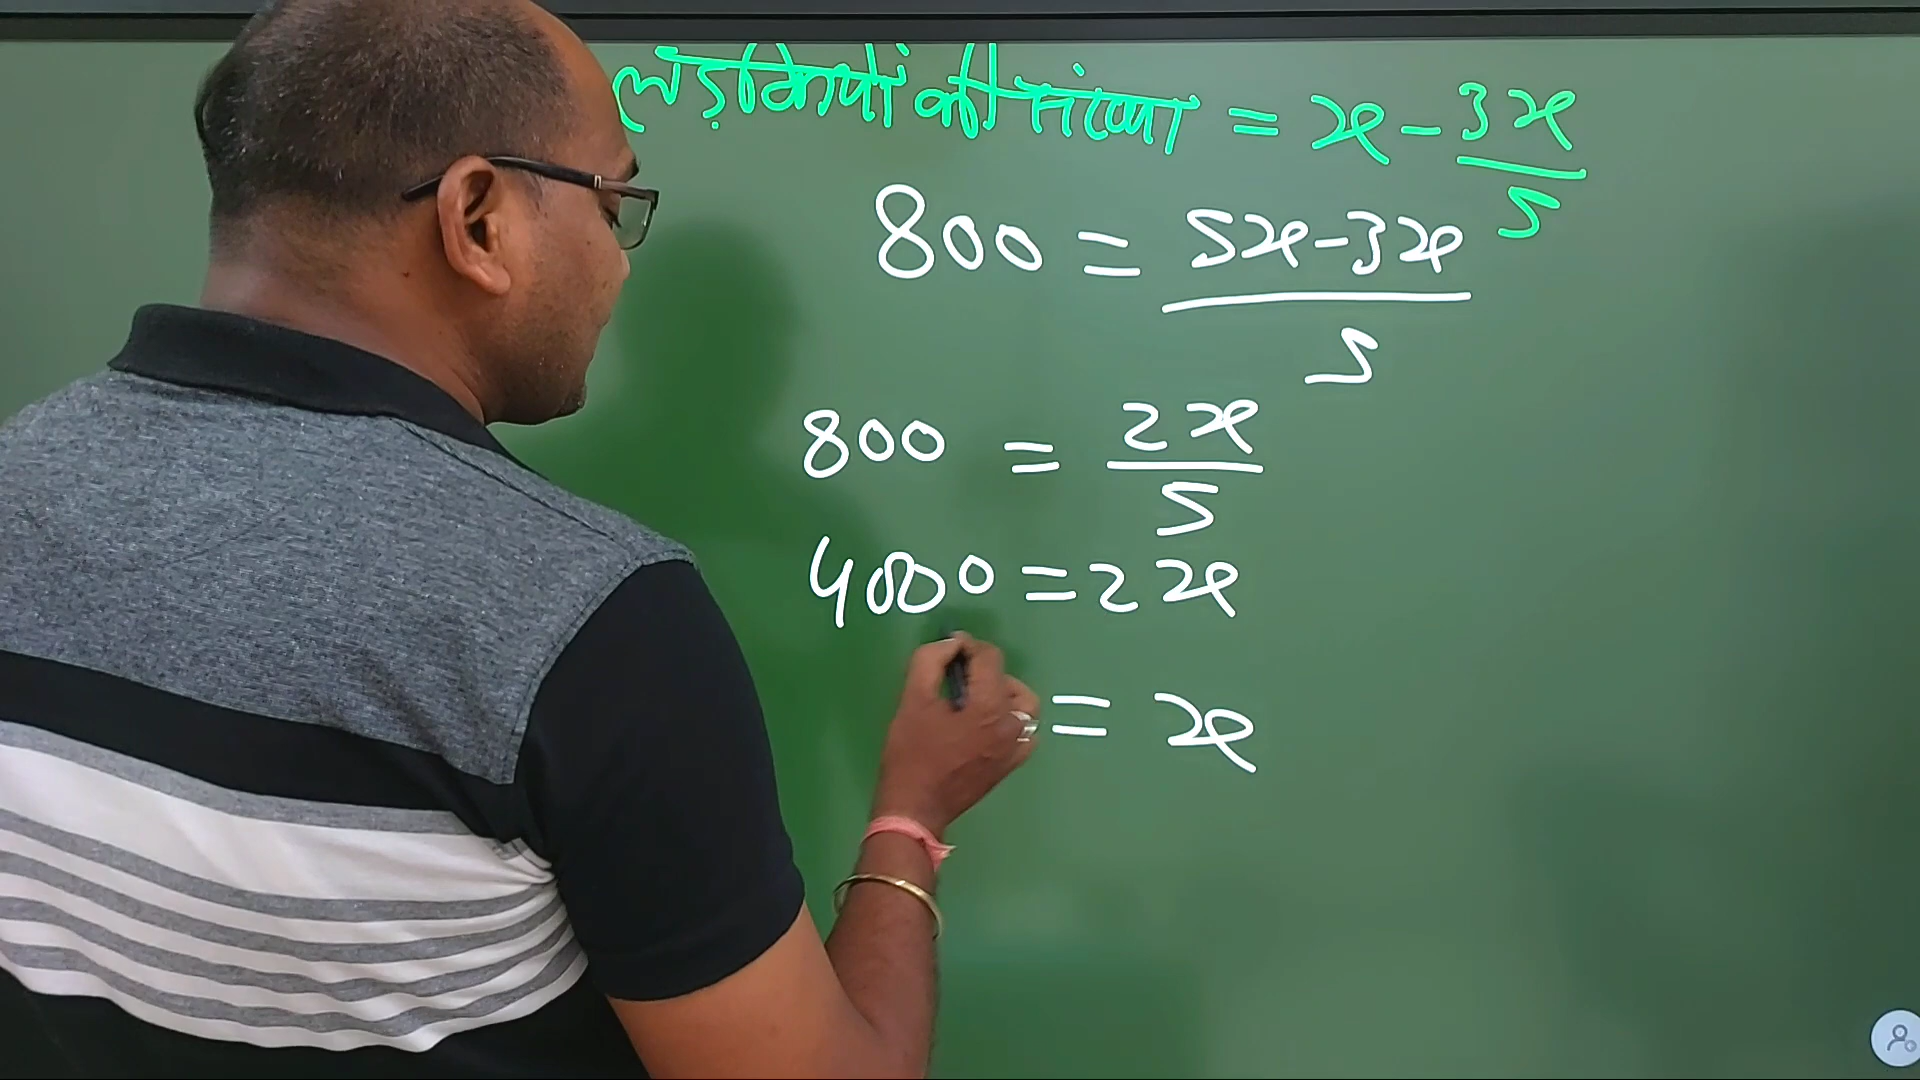 लड़कियों की संख्या = x - 3x/5
800 = 5x-3x/5
800 = 2x/5
4000 = 2x
= x